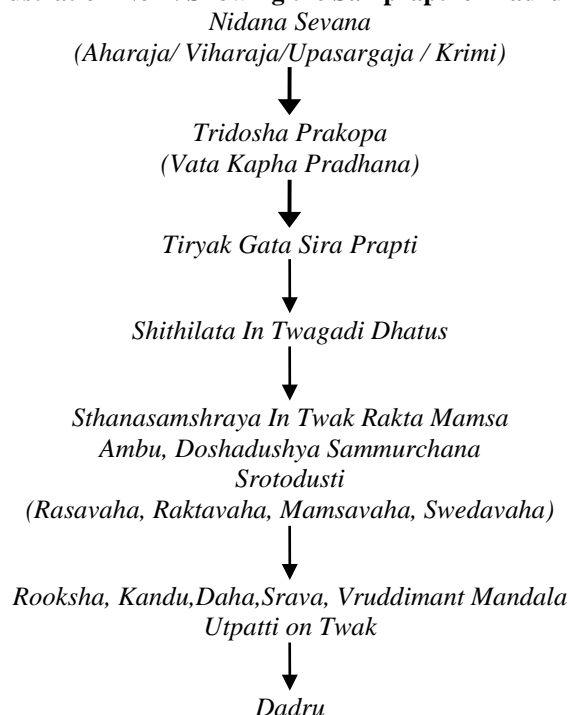 Nidana Sevana
(Aharaja/ Viharaja/Upasargaja / Krimi)
Tridosha Prakopa
(Vata Kapha Pradhana)
Tiryak Gata Sira Prapti
Shithilata In Twagadi Dhatus
Sthanasamshraya In Twak Rakta Mamsa
Ambu, Doshadushya Sammurchana
Srotodusti
(Rasavaha, Raktavaha, Mamsavaha, Swedavaha)
Rooksha, Kandu,Daha,Srava, Vruddimant Mandala
Utpatti on Twak
Dadru